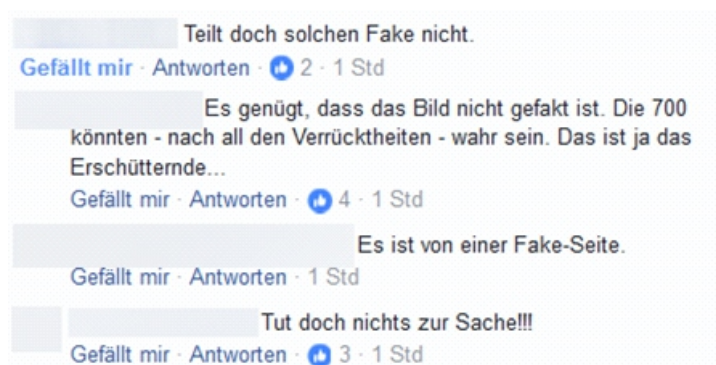 Teilt doch solchen Fake nicht.
Gefällt mir · Antworten · 2 · 1 Std
Es genügt, dass das Bild nicht gefakt ist. Die 700
könnten - nach all den Verrücktheiten - wahr sein. Das ist ja das
Erschütternde...
Gefällt mir · Antworten · 4 · 1 Std
Es ist von einer Fake-Seite.
Gefällt mir · Antworten · 1 Std
Tut doch nichts zur Sache!!!
Gefällt mir · Antworten · 3 · 1 Std